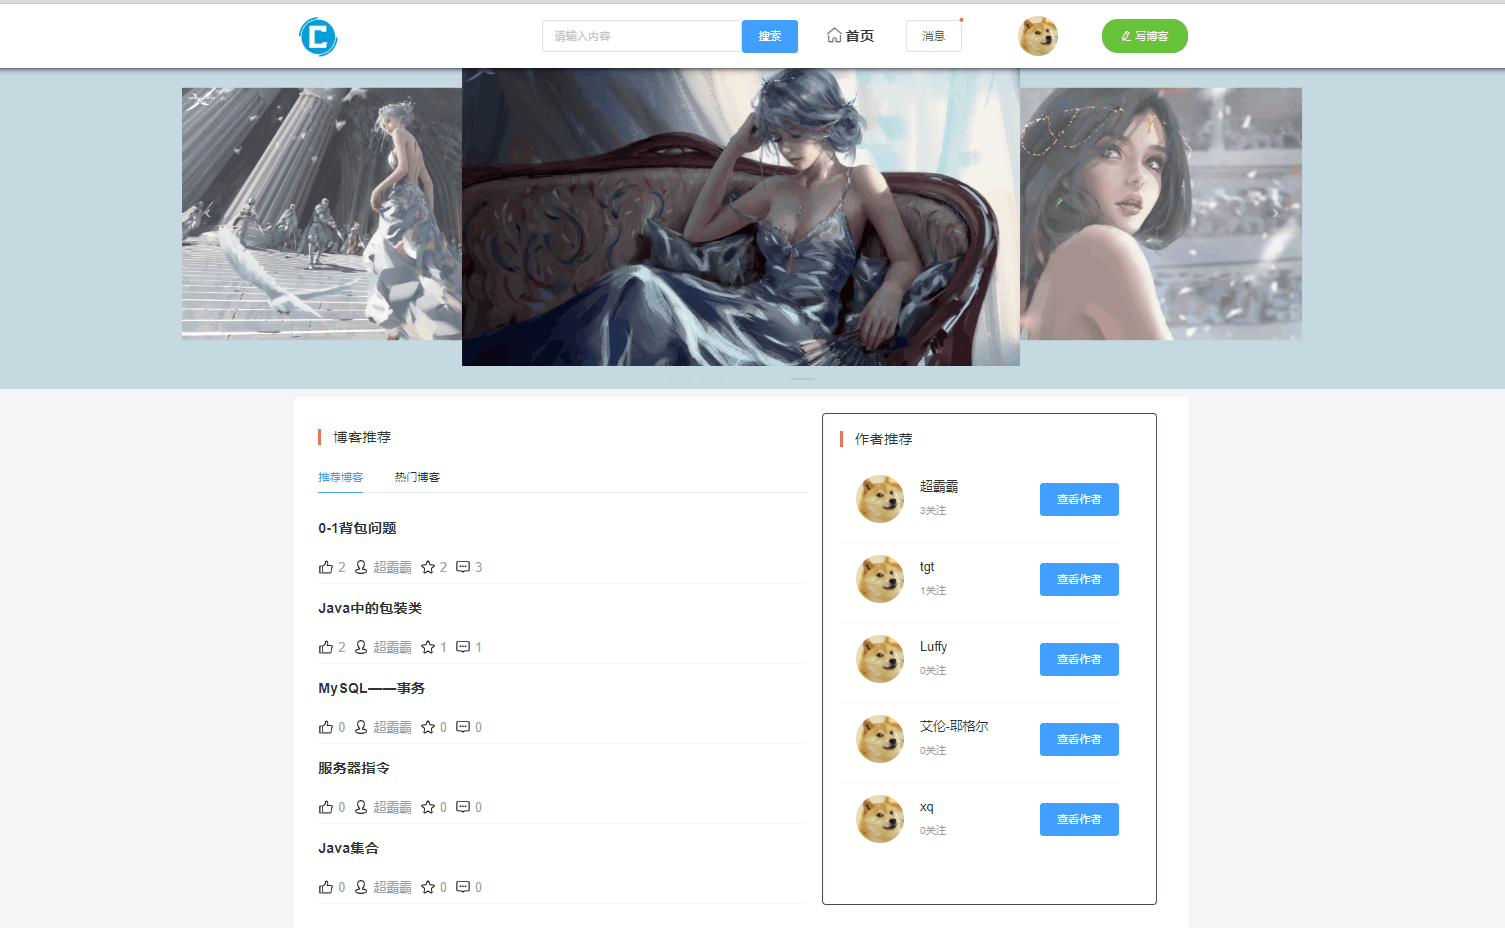 C
请输入内容
搜索
首页
消息
写博客
博客推荐
推荐博客 热门博客
0-1背包问题
2 超霸霸 2 3
Java中的包装类
2 超霸霸 1 1
MySQL——事务
0 超霸霸 0 0
服务器指令
0 超霸霸 0 0
Java集合
0 超霸霸 0 0
作者推荐
超霸霸
3关注
查看作者
tgt
1关注
查看作者
Luffy
0关注
查看作者
艾伦-耶格尔
0关注
查看作者
xq
0关注
查看作者